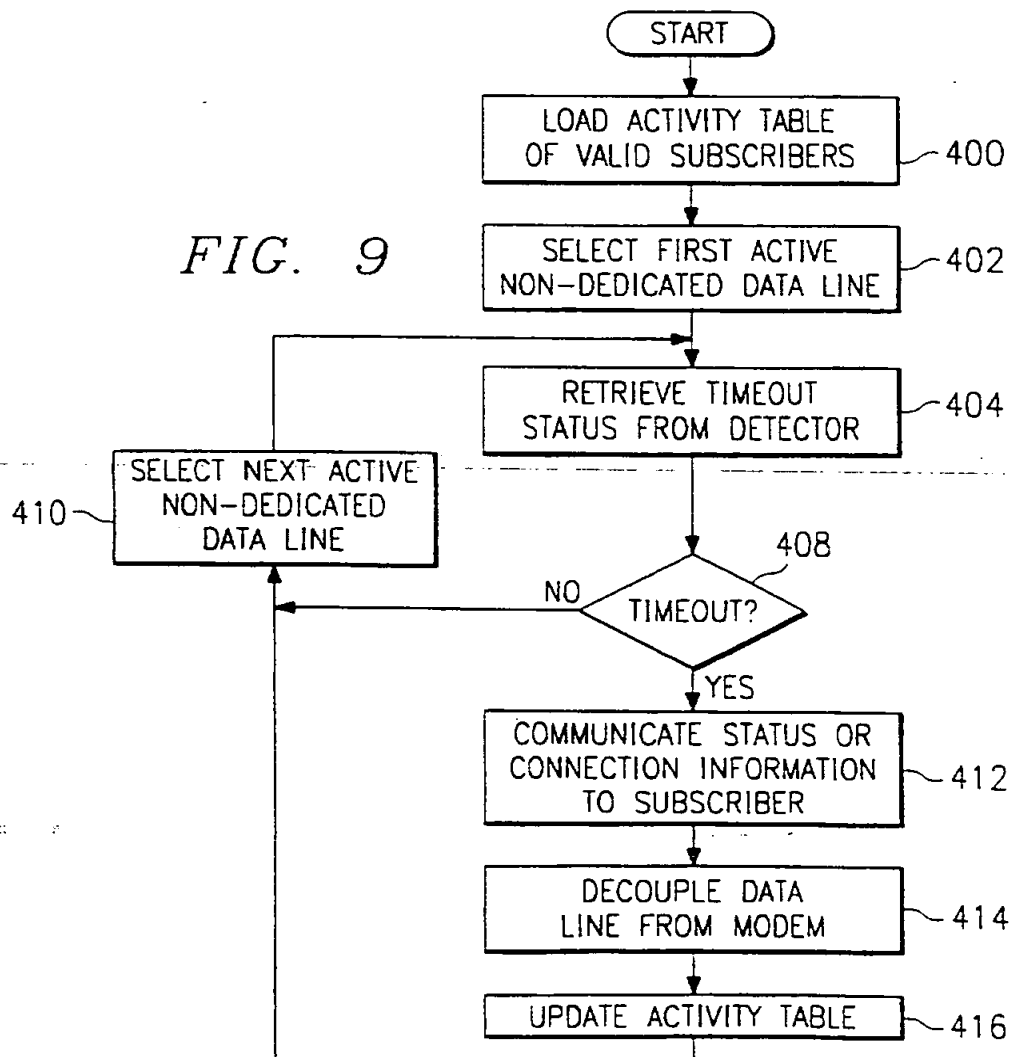 START
LOAD ACTIVITY TABLE
OF VALID SUBSCRIBERS
400
FIG. 9
SELECT FIRST ACTIVE
NON-DEDICATED DATA LINE
402
RETRIEVE TIMEOUT
STATUS FROM DETECTOR
404
SELECT NEXT ACTIVE
NON-DEDICATED
DATA LINE
410
408
NO
TIMEOUT?
YES
COMMUNICATE STATUS OR
CONNECTION INFORMATION
TO SUBSCRIBER
412
DECOUPLE DATA
LINE FROM MODEM
414
UPDATE ACTIVITY TABLE
416